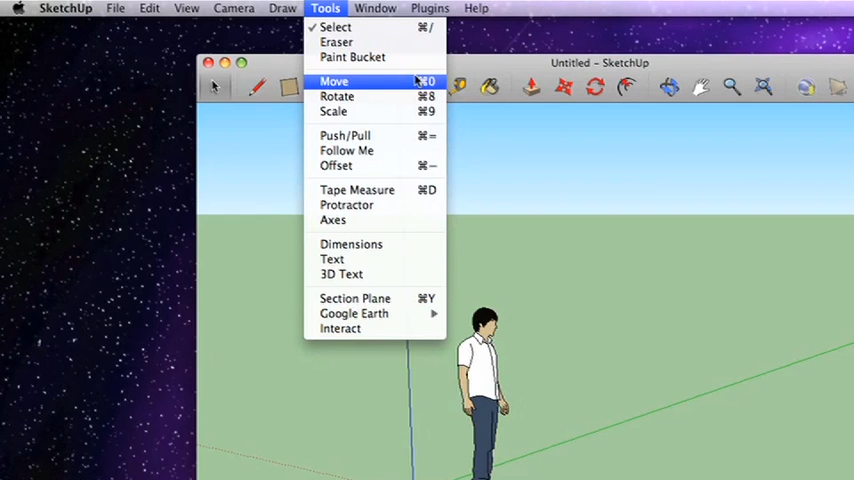 SketchUp File Edit View Camera Draw Tools Window Plugins Help
✓ Select ⌘/
Eraser
Paint Bucket
Untitled - SketchUp
Move ⌘0
Rotate ⌘8
Scale ⌘9
Push/Pull ⌘=
Follow Me
Offset ⌘-
Tape Measure ⌘D
Protractor
Axes
Dimensions
Text
3D Text
Section Plane ⌘Y
Google Earth
Interact